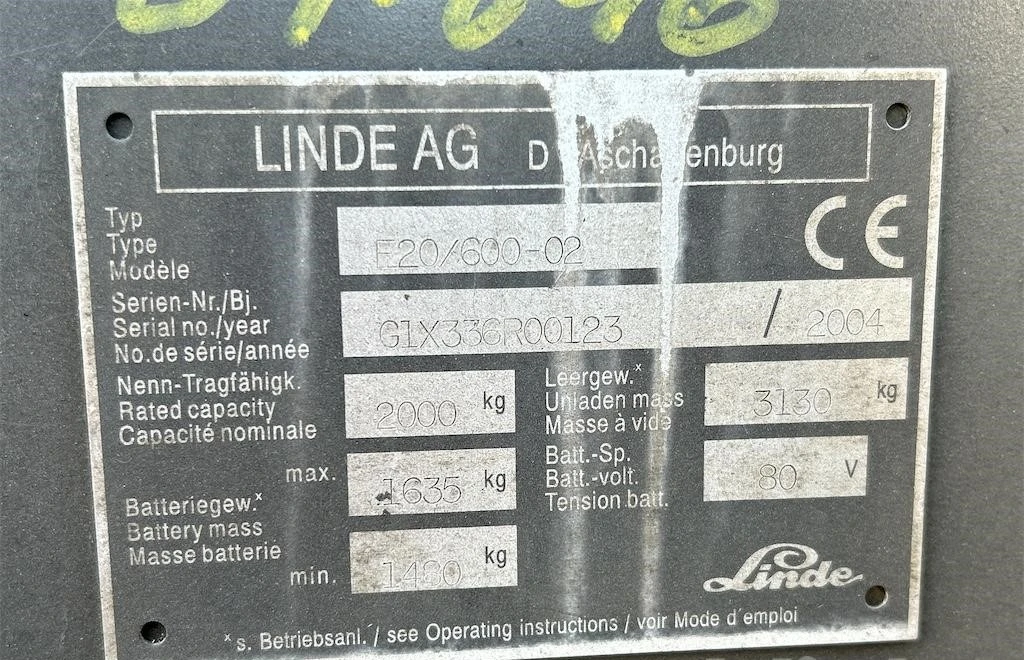 LINDE AG D Aschaffenburg
Typ
Type
Modèle
E20/600-02
CE
Serien-Nr./Bj.
Serial no./year
No.de série/année
G1X336R00123 / 2004
Nenn-Tragfähigk.
Rated capacity
Capacité nominale
2000 kg
Leergew.x
Unladen mass
Masse à vide
3130 kg
Batteriegew.x
Battery mass
Masse batterie
max. 1635 kg
min. kg
Batt.-Sp.
Batt.-volt.
Tension batt.
80 V
Linde
x s. Betriebsanl. / see Operating instructions / voir Mode d´emploi